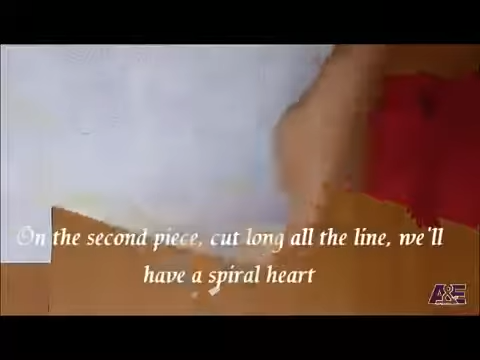 On the second piece, cut long all the line, we'll
have a spiral heart
A&E